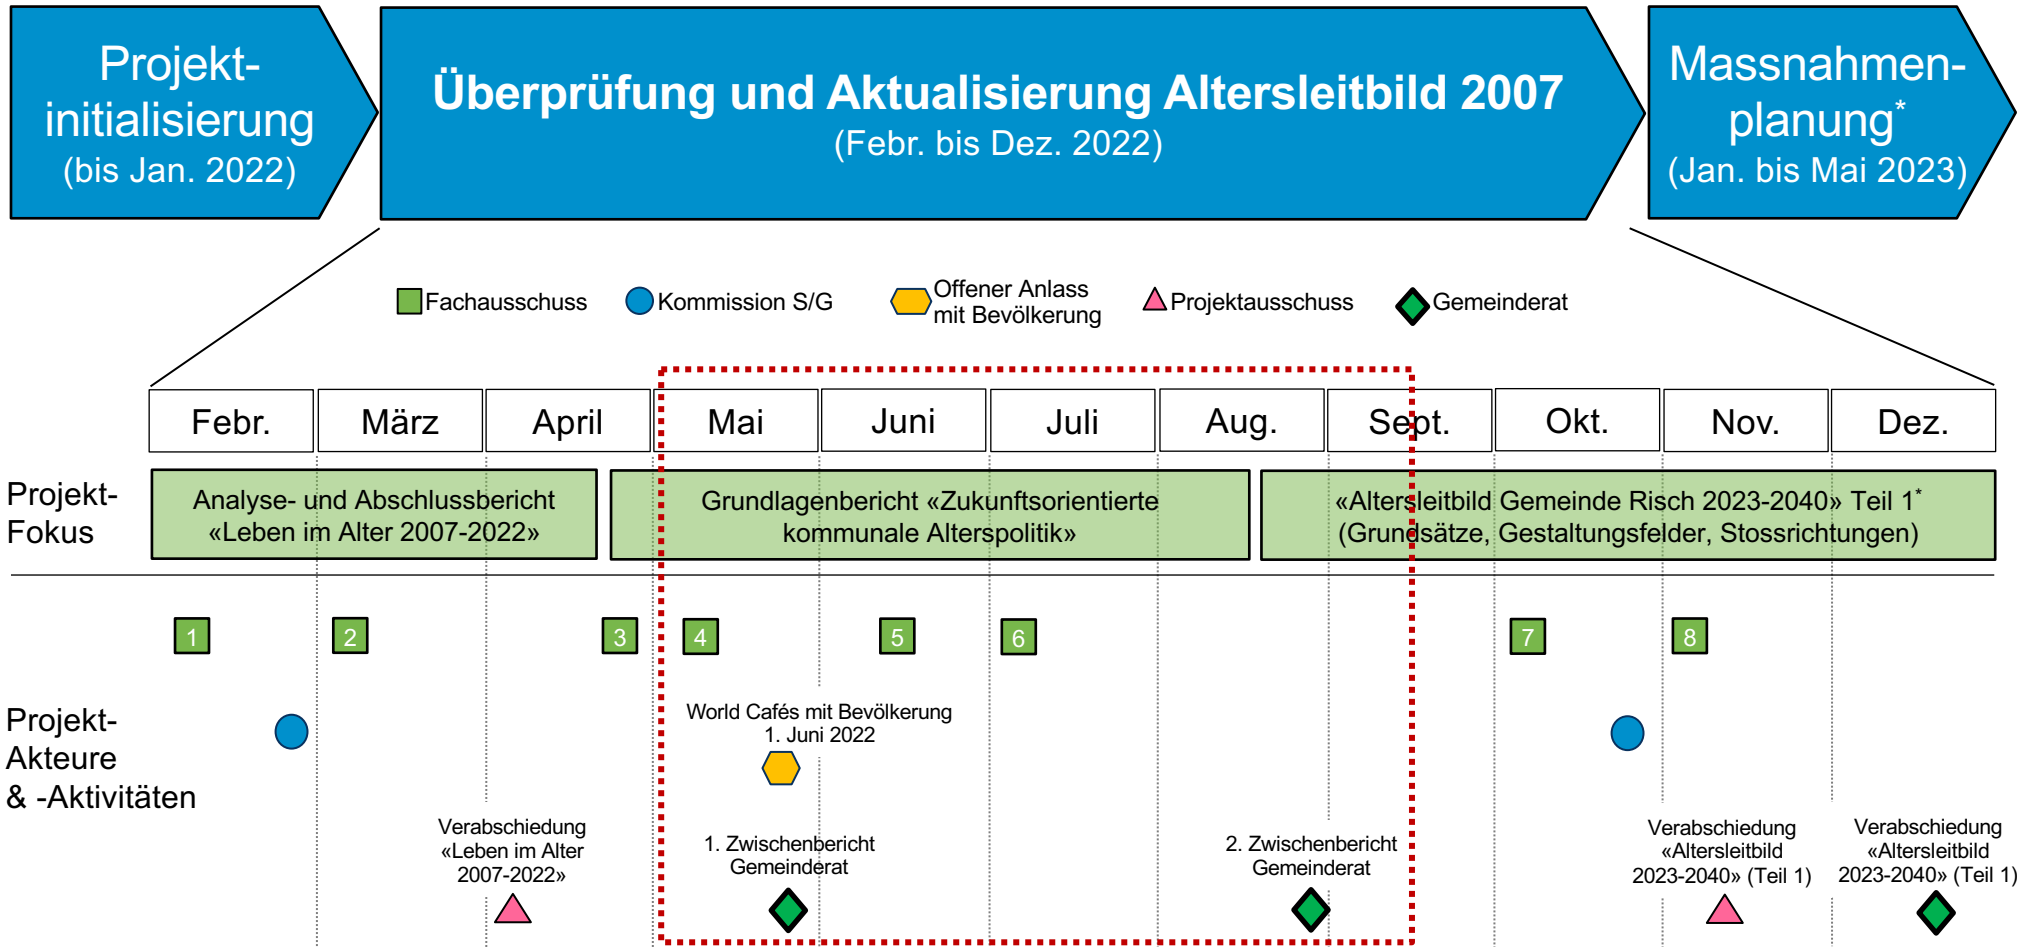 Projekt-
initialisierung
(bis Jan. 2022)
Überprüfung und Aktualisierung Altersleitbild 2007
(Febr. bis Dez. 2022)
Massnahmen-
planung*
(Jan. bis Mai 2023)
Fachausschuss
Kommission S/G
Offener Anlass
mit Bevölkerung
Projektausschuss
Gemeinderat
Febr.
März
April
Mai
Juni
Juli
Aug.
Sept.
Okt.
Nov.
Dez.
Projekt-
Fokus
Analyse- und Abschlussbericht
«Leben im Alter 2007-2022»
Grundlagenbericht «Zukunftsorientierte
kommunale Alterspolitik»
«Altersleitbild Gemeinde Risch 2023-2040» Teil 1*
(Grundsätze, Gestaltungsfelder, Stossrichtungen)
1
2
3
4
5
6
7
8
Projekt-
Akteure
& -Aktivitäten
World Cafés mit Bevölkerung
1. Juni 2022
Verabschiedung
«Leben im Alter
2007-2022»
1. Zwischenbericht
Gemeinderat
2. Zwischenbericht
Gemeinderat
Verabschiedung
«Altersleitbild
2023-2040» (Teil 1)
Verabschiedung
«Altersleitbild
2023-2040» (Teil 1)